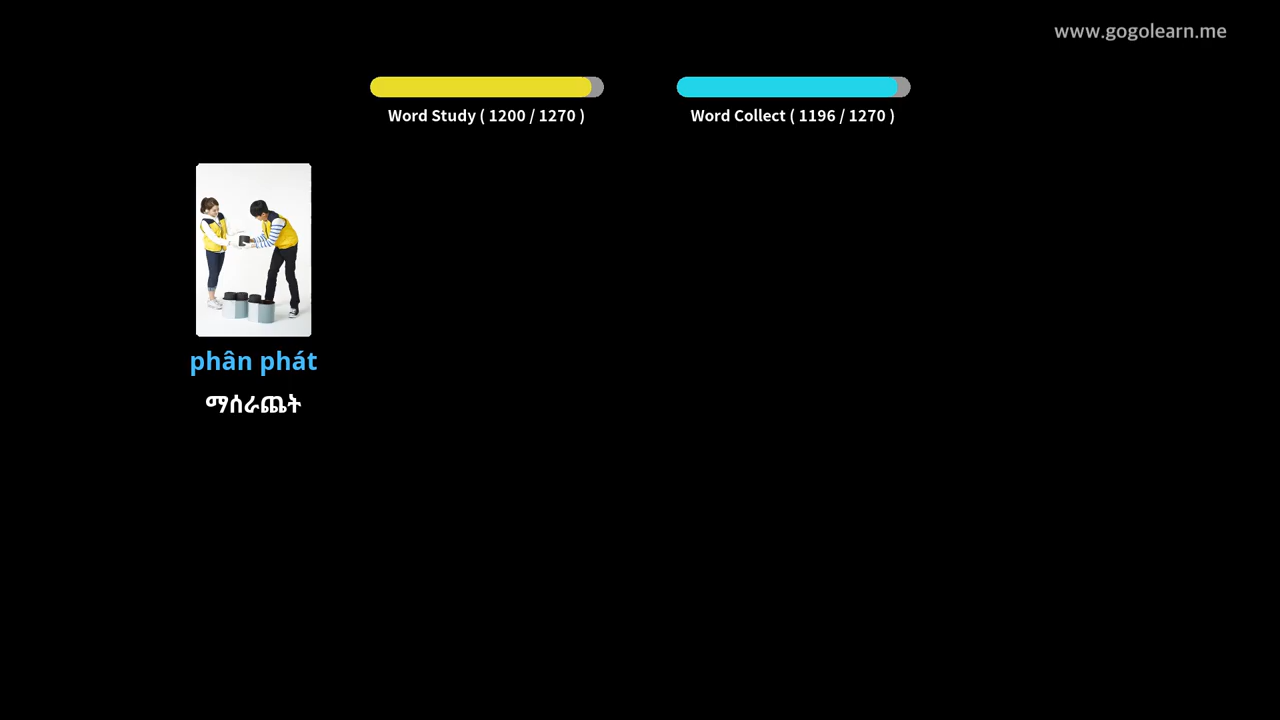 www.gogolearn.me
Word Study ( 1200 / 1270 )
Word Collect ( 1196 / 1270 )
phân phát
ማሰራጨት